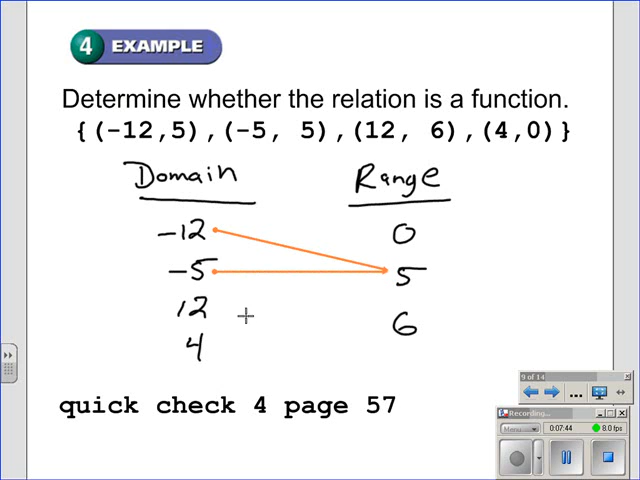 4 EXAMPLE
Determine whether the relation is a function.
{(-12,5),(-5, 5),(12, 6),(4,0)}
Domain Range
-12 0
-5 5
12 6
4
quick check 4 page 57
9 of 14
Recording...
Menu 00:07:44 8.0 fps